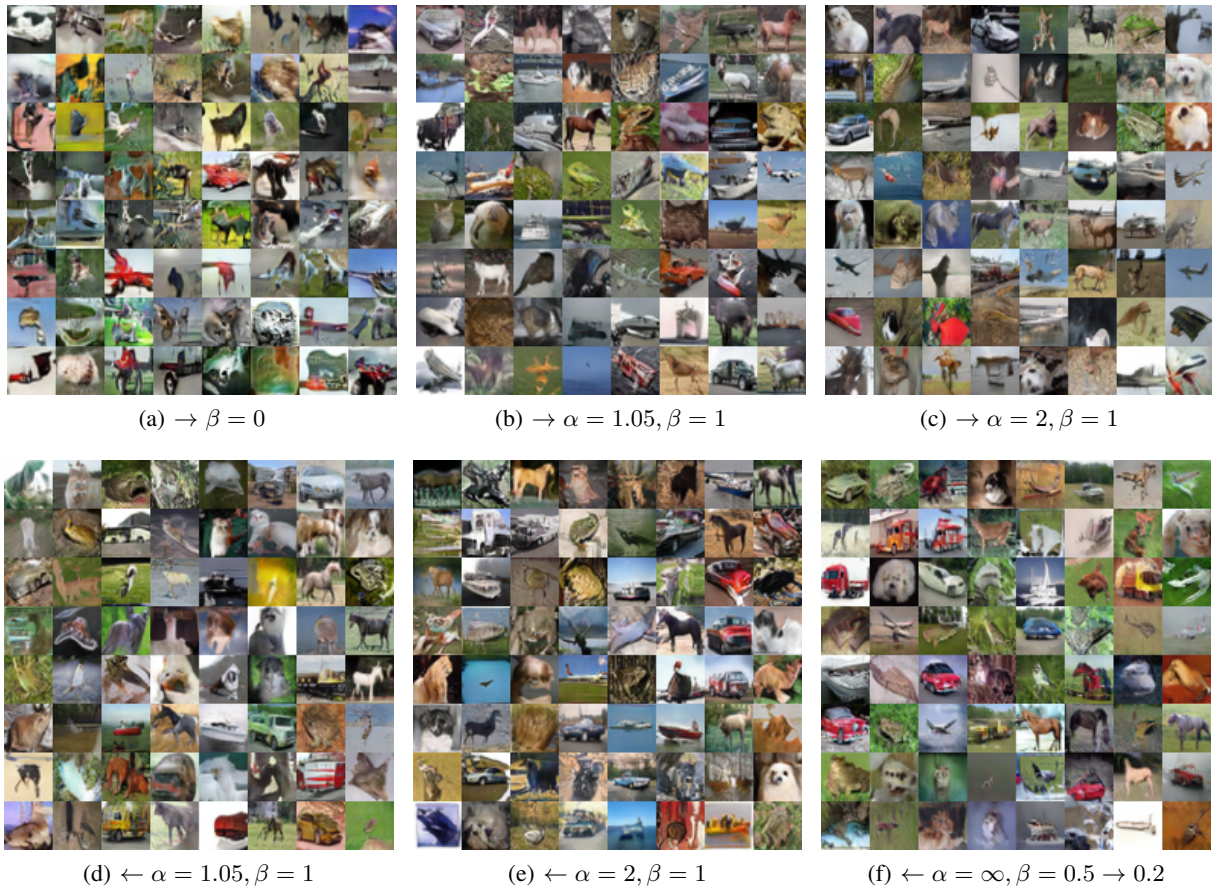 (a) → β = 0
(b) → α = 1.05, β = 1
(c) → α = 2, β = 1
(d) ← α = 1.05, β = 1
(e) ← α = 2, β = 1
(f) ← α = ∞, β = 0.5 → 0.2